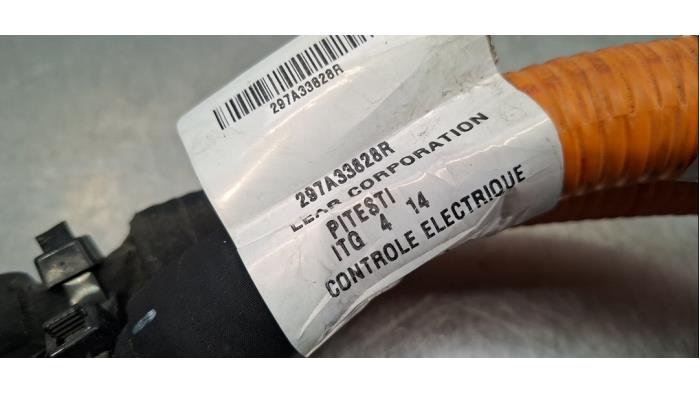 297A33828R
297A33828R
LEAR CORPORATION
PITESTI
ITG 4 14
CONTROLE ELECTRIQUE